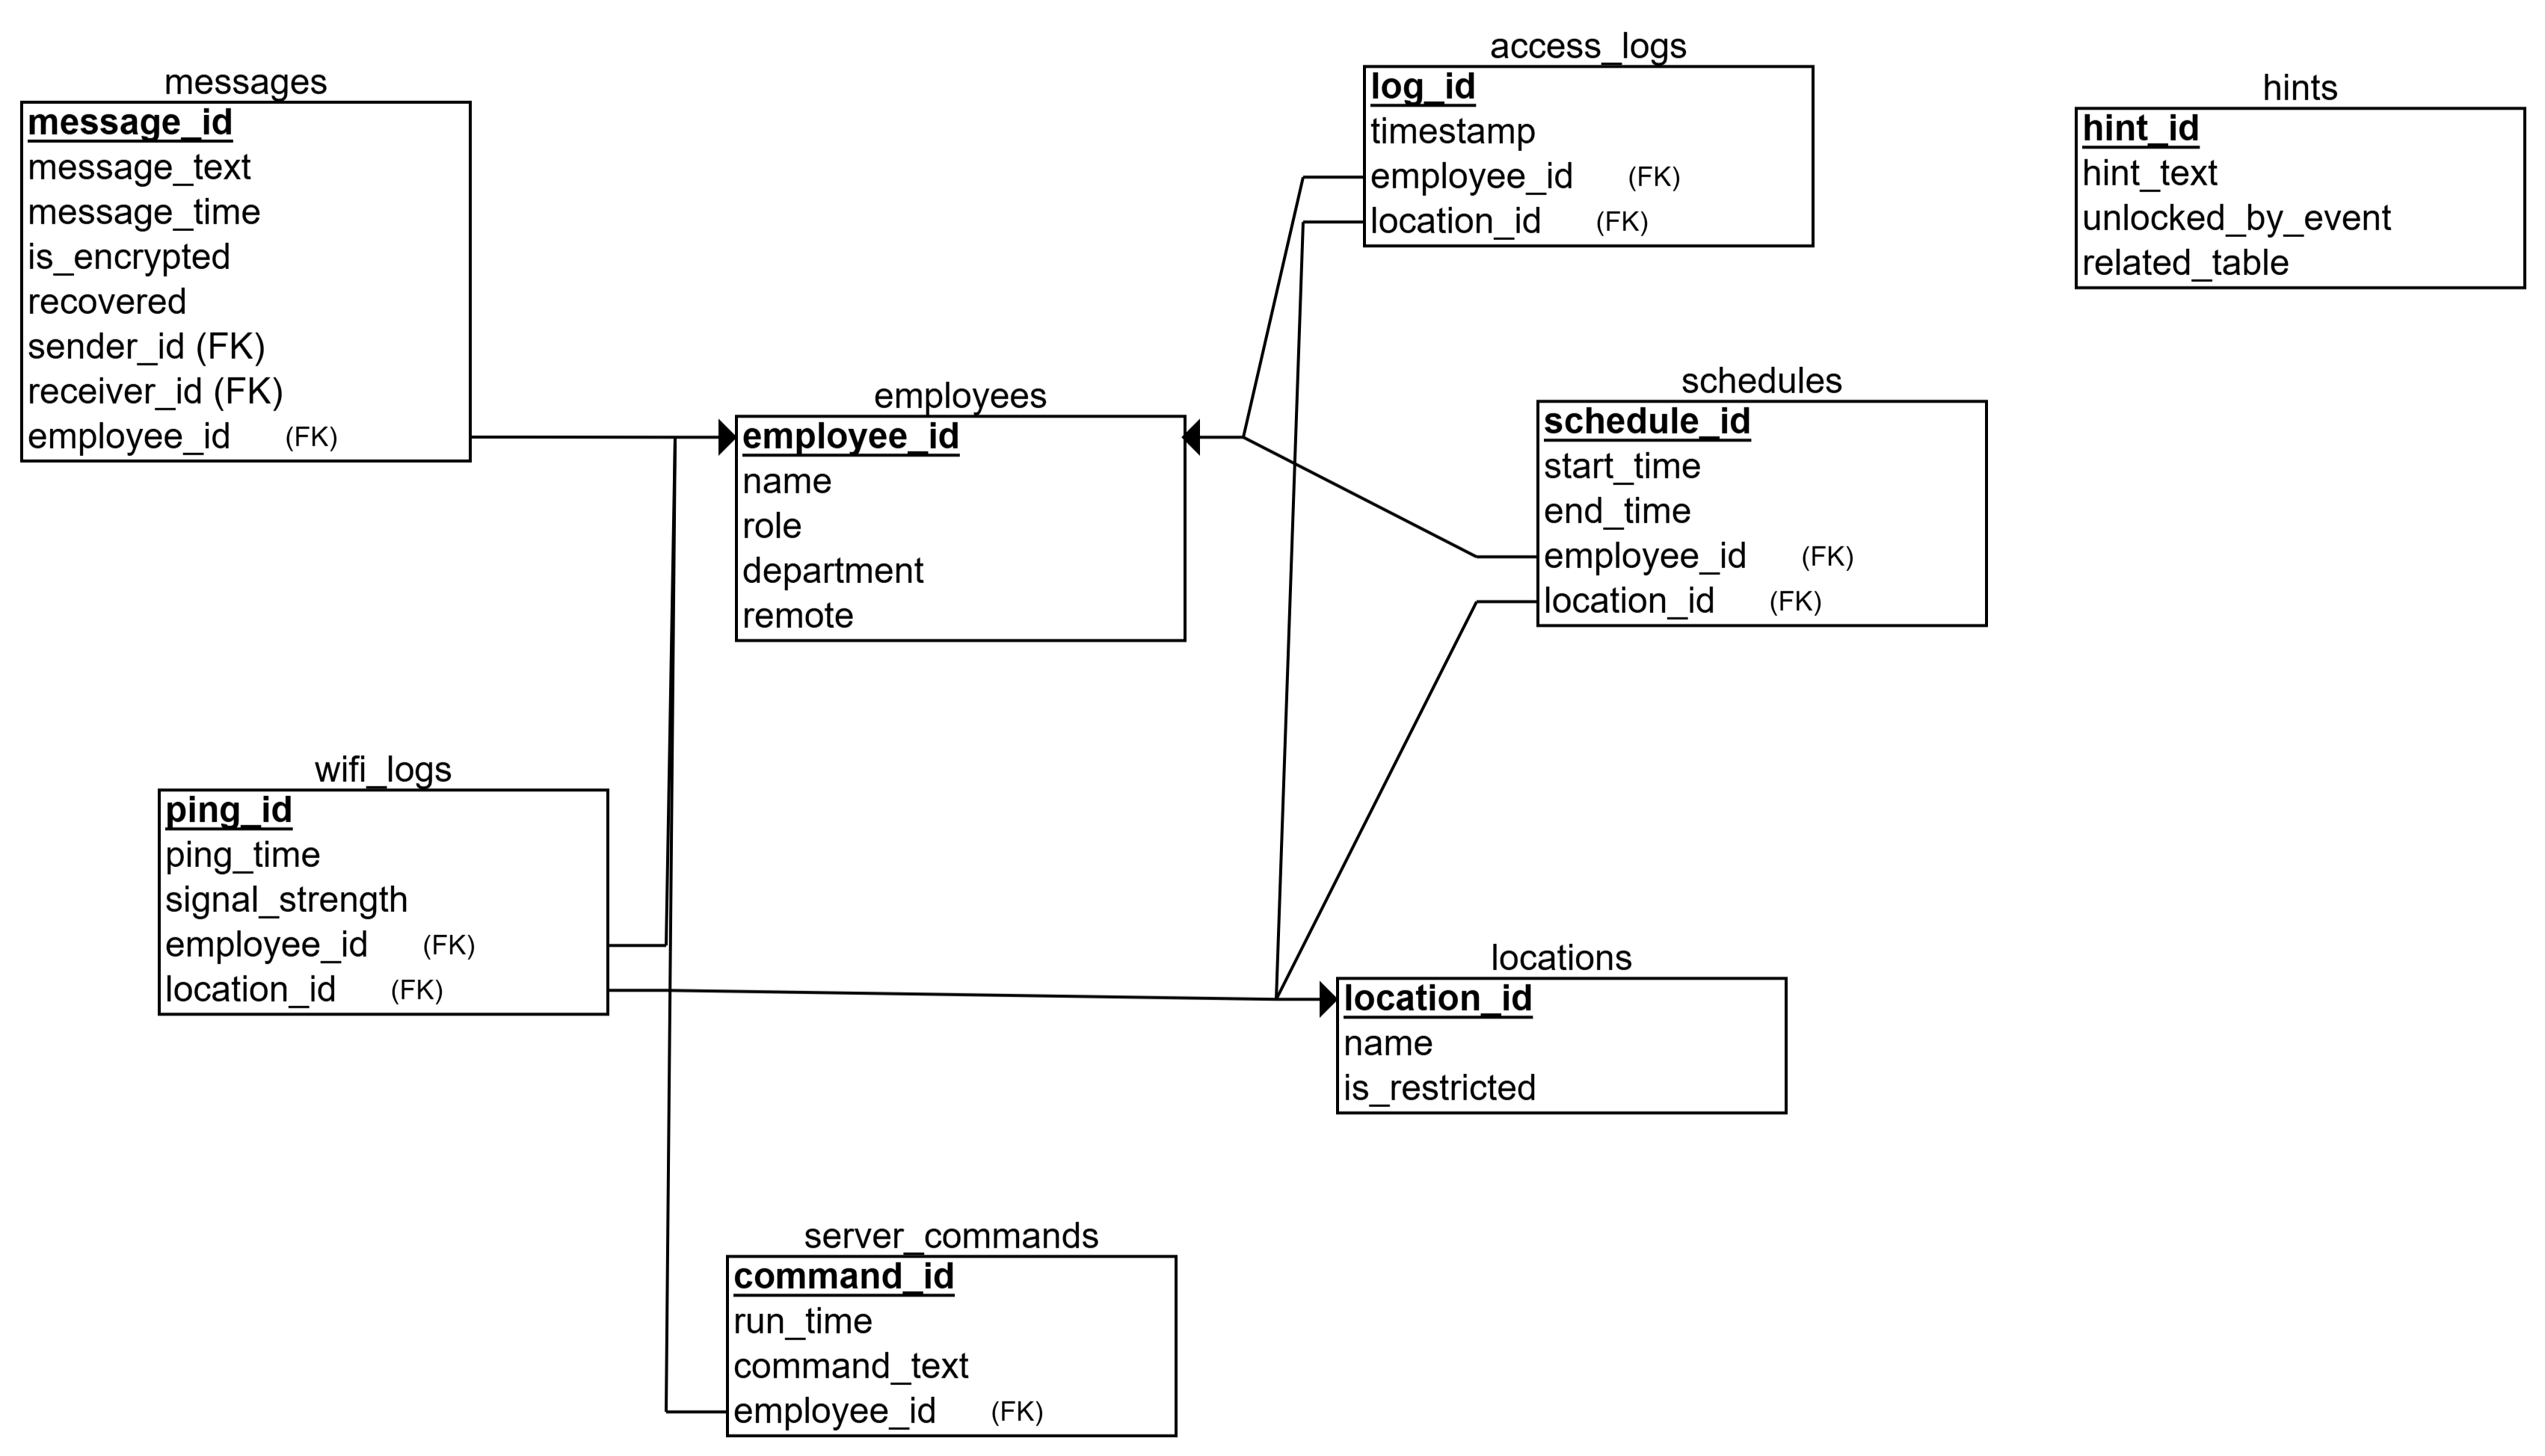 messages
message_id
message_text
message_time
is_encrypted
recovered
sender_id (FK)
receiver_id (FK)
employee_id (FK)
employees
employee_id
name
role
department
remote
access_logs
log_id
timestamp
employee_id (FK)
location_id (FK)
hints
hint_id
hint_text
unlocked_by_event
related_table
schedules
schedule_id
start_time
end_time
employee_id (FK)
location_id (FK)
wifi_logs
ping_id
ping_time
signal_strength
employee_id (FK)
location_id (FK)
locations
location_id
name
is_restricted
server_commands
command_id
run_time
command_text
employee_id (FK)